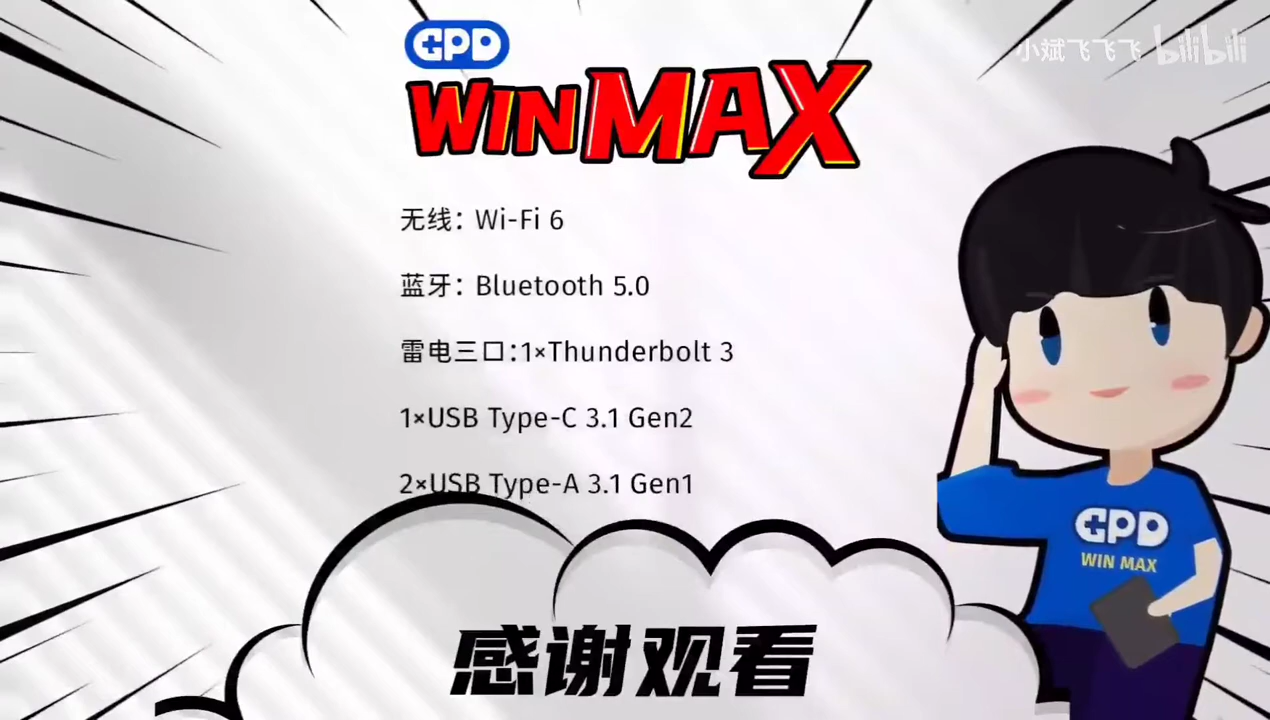 GPD
WIN MAX
小斌飞飞飞 bilibili
无线：Wi-Fi 6
蓝牙：Bluetooth 5.0
雷电三口：1×Thunderbolt 3
1×USB Type-C 3.1 Gen2
2×USB Type-A 3.1 Gen1
GPD
WIN MAX
感谢观看